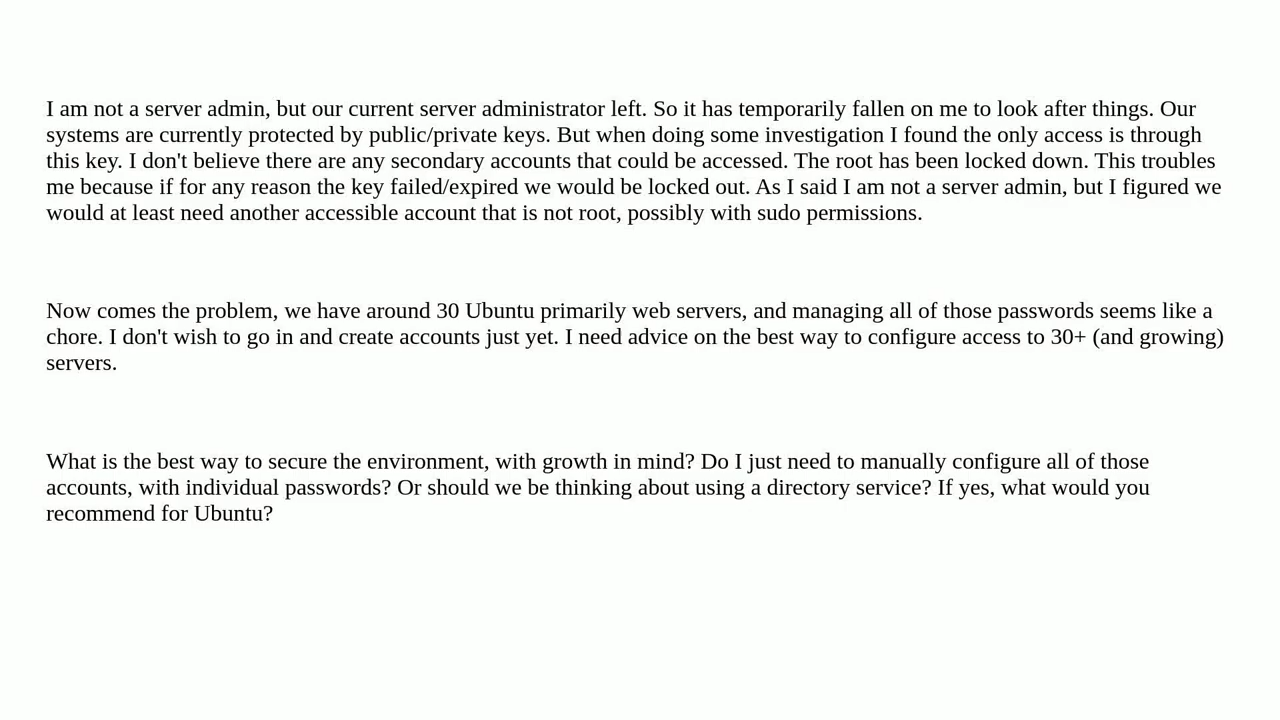 I am not a server admin, but our current server administrator left. So it has temporarily fallen on me to look after things. Our
systems are currently protected by public/private keys. But when doing some investigation I found the only access is through
this key. I don't believe there are any secondary accounts that could be accessed. The root has been locked down. This troubles
me because if for any reason the key failed/expired we would be locked out. As I said I am not a server admin, but I figured we
would at least need another accessible account that is not root, possibly with sudo permissions.
Now comes the problem, we have around 30 Ubuntu primarily web servers, and managing all of those passwords seems like a
chore. I don't wish to go in and create accounts just yet. I need advice on the best way to configure access to 30+ (and growing)
servers.
What is the best way to secure the environment, with growth in mind? Do I just need to manually configure all of those
accounts, with individual passwords? Or should we be thinking about using a directory service? If yes, what would you
recommend for Ubuntu?